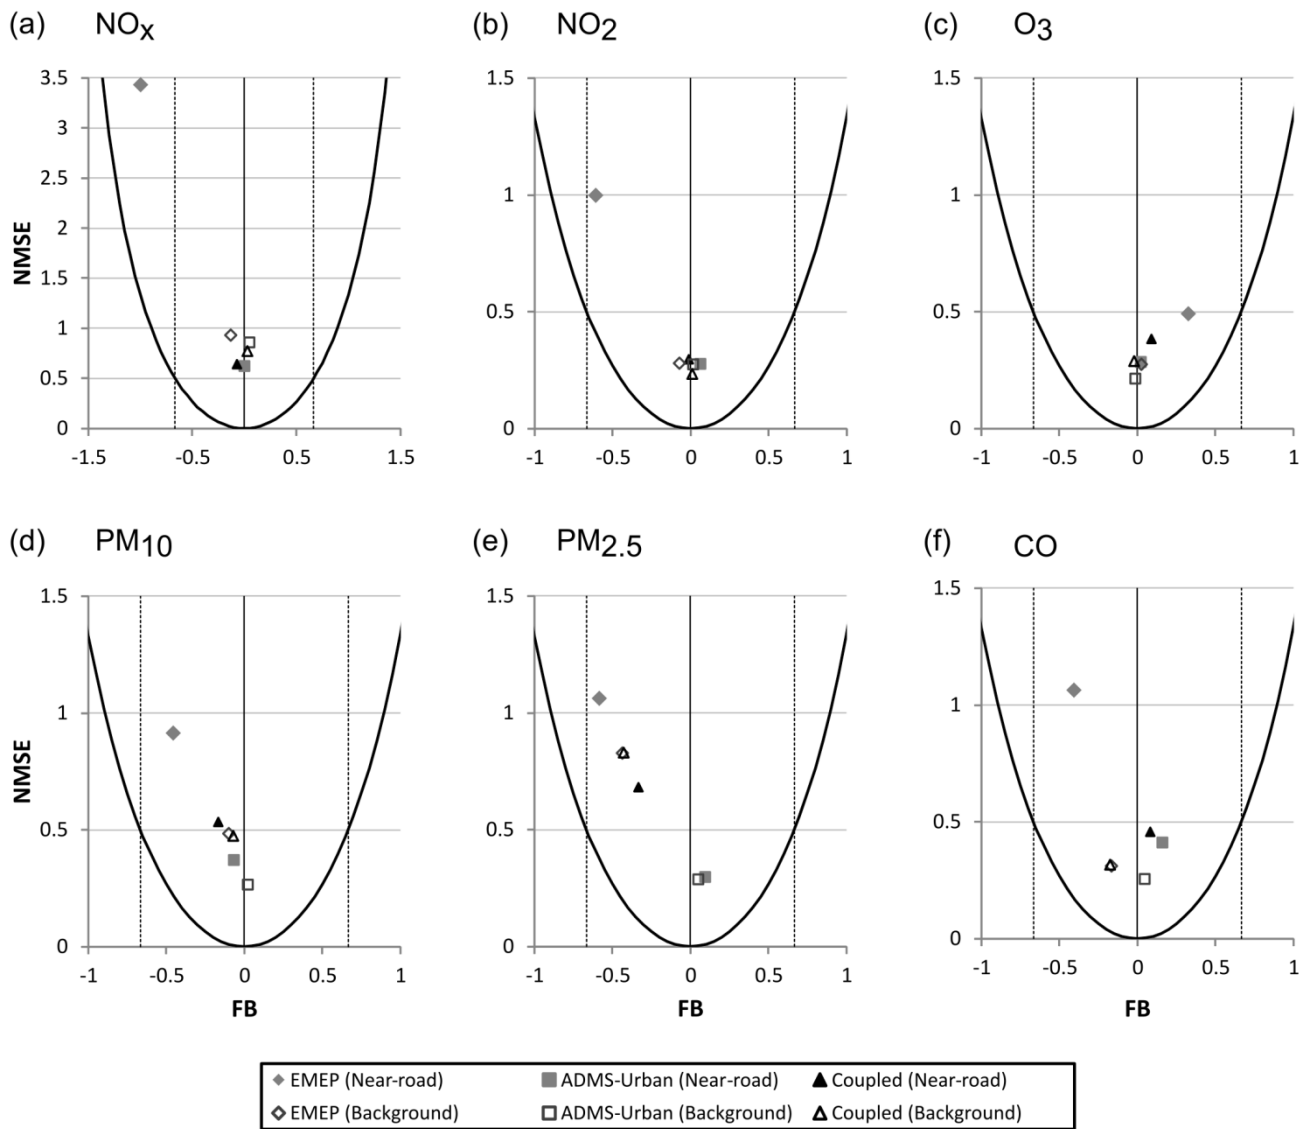 (a) NOx
(b) NO2
(c) O3
3.5
3
2.5
2
1.5
1
0.5
0
NMSE
-1.5 -0.5 0.5 1.5
1.5
1
0.5
0
-1 -0.5 0 0.5 1
1.5
1
0.5
0
-1 -0.5 0 0.5 1
(d) PM10
(e) PM2.5
(f) CO
1.5
1
0.5
0
NMSE
-1 -0.5 0 0.5 1
FB
1.5
1
0.5
0
-1 -0.5 0 0.5 1
FB
1.5
1
0.5
0
-1 -0.5 0 0.5 1
FB
EMEP (Near-road) ADMS-Urban (Near-road) Coupled (Near-road)
EMEP (Background) ADMS-Urban (Background) Coupled (Background)